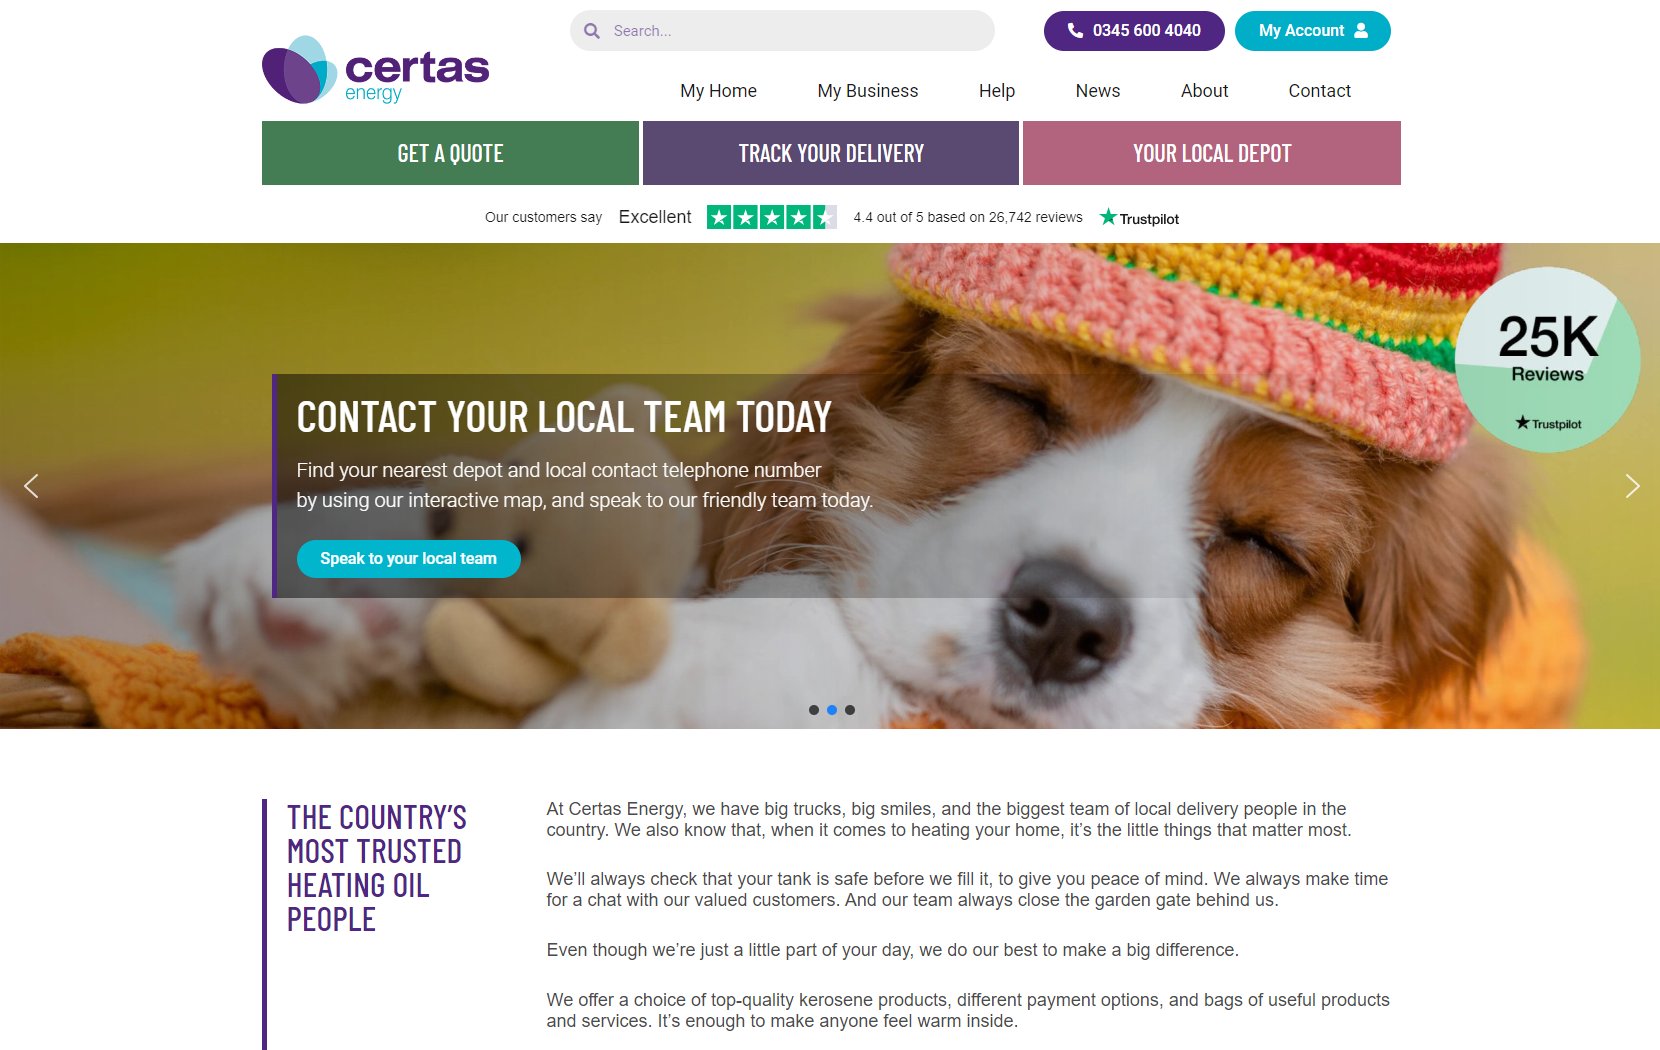 Search...
0345 600 4040
My Account
certas
energy
My Home
My Business
Help
News
About
Contact
GET A QUOTE
TRACK YOUR DELIVERY
YOUR LOCAL DEPOT
Our customers say Excellent 4.4 out of 5 based on 26,742 reviews Trustpilot
25K
Reviews
Trustpilot
CONTACT YOUR LOCAL TEAM TODAY
Find your nearest depot and local contact telephone number
by using our interactive map, and speak to our friendly team today.
Speak to your local team
THE COUNTRY’S
MOST TRUSTED
HEATING OIL
PEOPLE
At Certas Energy, we have big trucks, big smiles, and the biggest team of local delivery people in the
country. We also know that, when it comes to heating your home, it’s the little things that matter most.
We’ll always check that your tank is safe before we fill it, to give you peace of mind. We always make time
for a chat with our valued customers. And our team always close the garden gate behind us.
Even though we’re just a little part of your day, we do our best to make a big difference.
We offer a choice of top-quality kerosene products, different payment options, and bags of useful products
and services. It’s enough to make anyone feel warm inside.